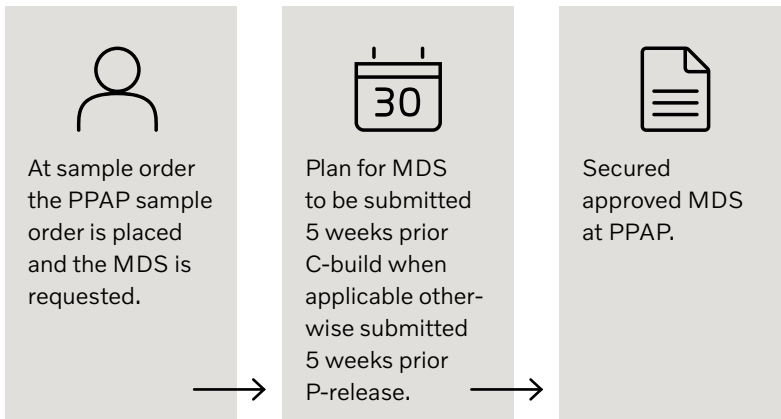 At sample order
the PPAP sample
order is placed
and the MDS is
requested.
30
Plan for MDS
to be submitted
5 weeks prior
C-build when
applicable other-
wise submitted
5 weeks prior
P-release.
Secured
approved MDS
at PPAP.